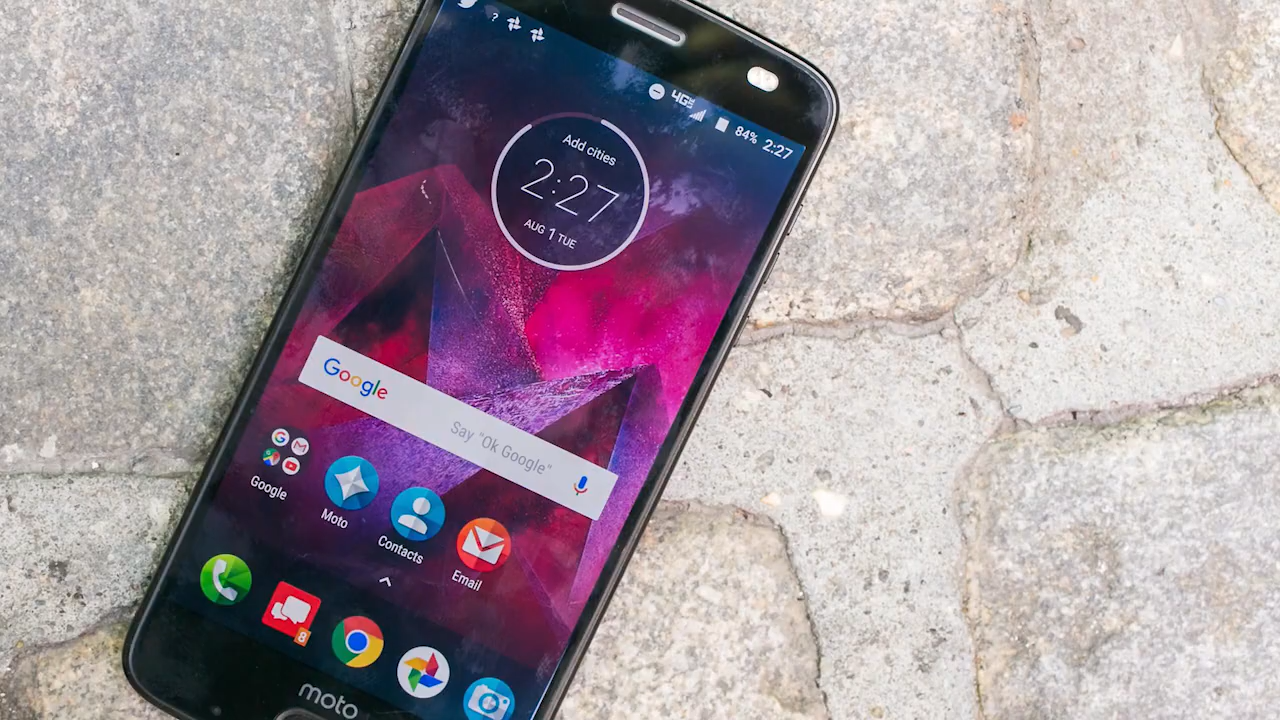 ?
4G LTE
84% 2:27
Add cities
2:27
AUG 1 TUE
Google
Say "Ok Google"
Google
Moto
Contacts
Email
8
moto